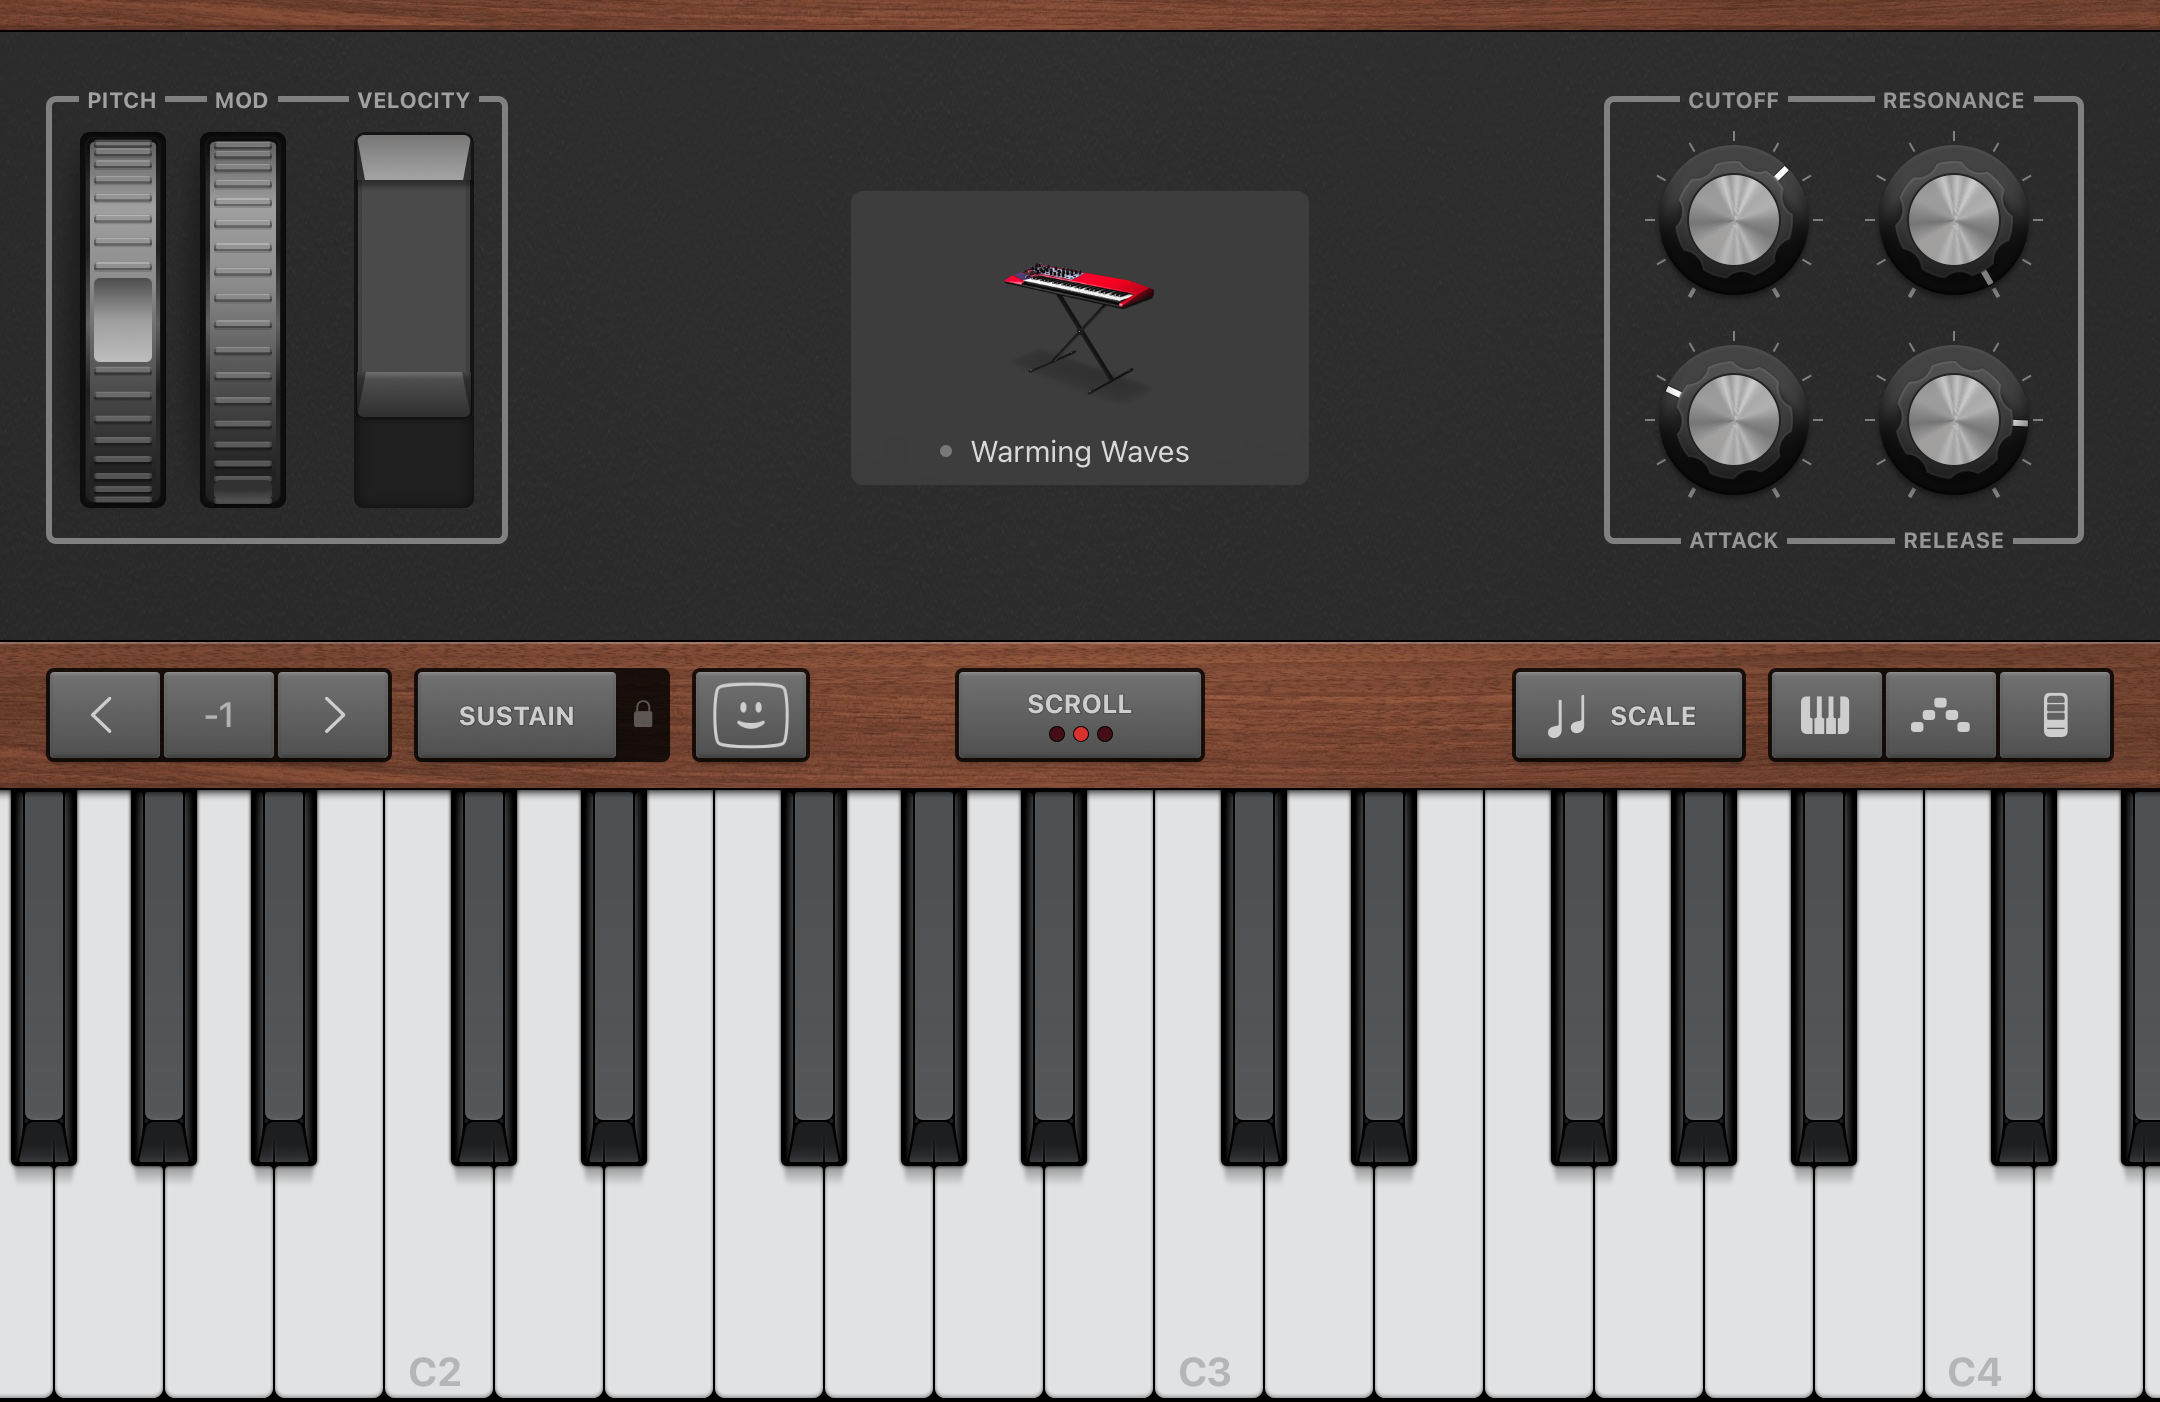 PITCH MOD VELOCITY
CUTOFF RESONANCE
Warming Waves
ATTACK RELEASE
-1 SUSTAIN SCROLL SCALE
C2 C3 C4